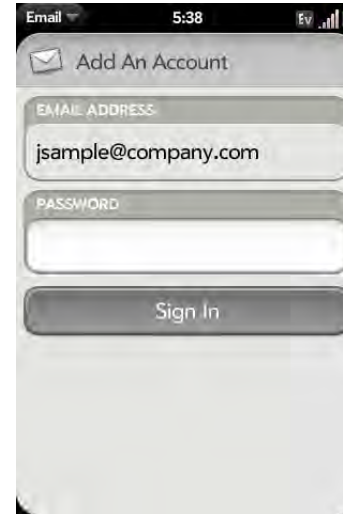 Email 5:38 Ev
Add An Account
EMAIL ADDRESS
jsample@company.com
PASSWORD
Sign In